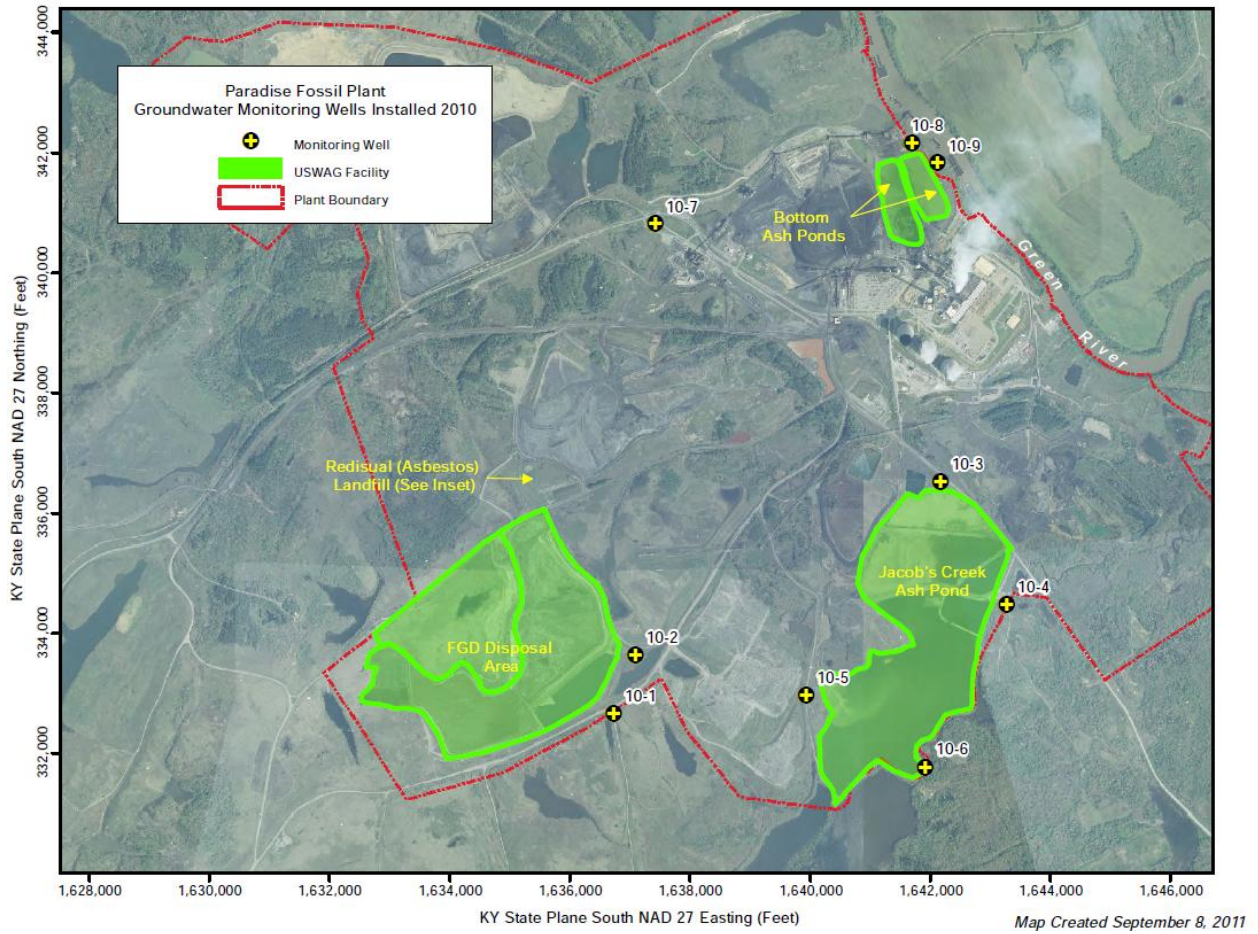 Paradise Fossil Plant
Groundwater Monitoring Wells Installed 2010
Monitoring Well
USWAG Facility
Plant Boundary
10-8
10-9
10-7
Bottom
Ash Ponds
Green
River
Redisual (Asbestos)
Landfill (See Inset)
10-3
Jacob's Creek
Ash Pond
10-4
10-2
FGD Disposal
Area
10-5
10-1
10-6
344,000
342,000
340,000
338,000
336,000
334,000
332,000
KY State Plane South NAD 27 Northing (Feet)
1,628,000
1,630,000
1,632,000
1,634,000
1,636,000
1,638,000
1,640,000
1,642,000
1,644,000
1,646,000
KY State Plane South NAD 27 Easting (Feet)
Map Created September 8, 2011